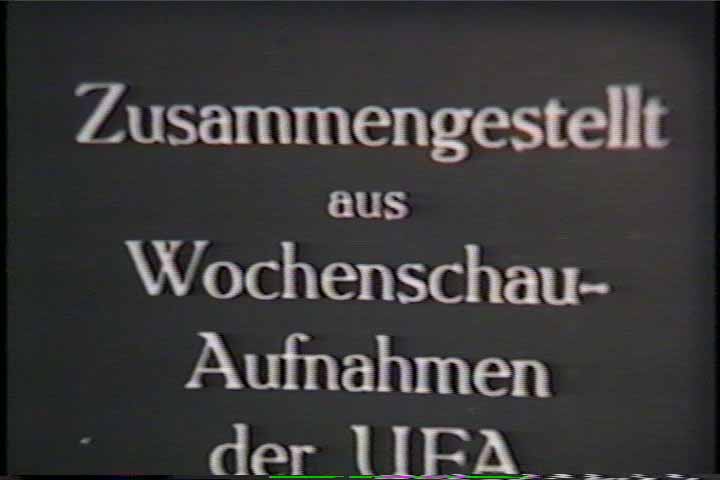 Zusammengestellt
aus
Wochenschau-
Aufnahmen
der UFA